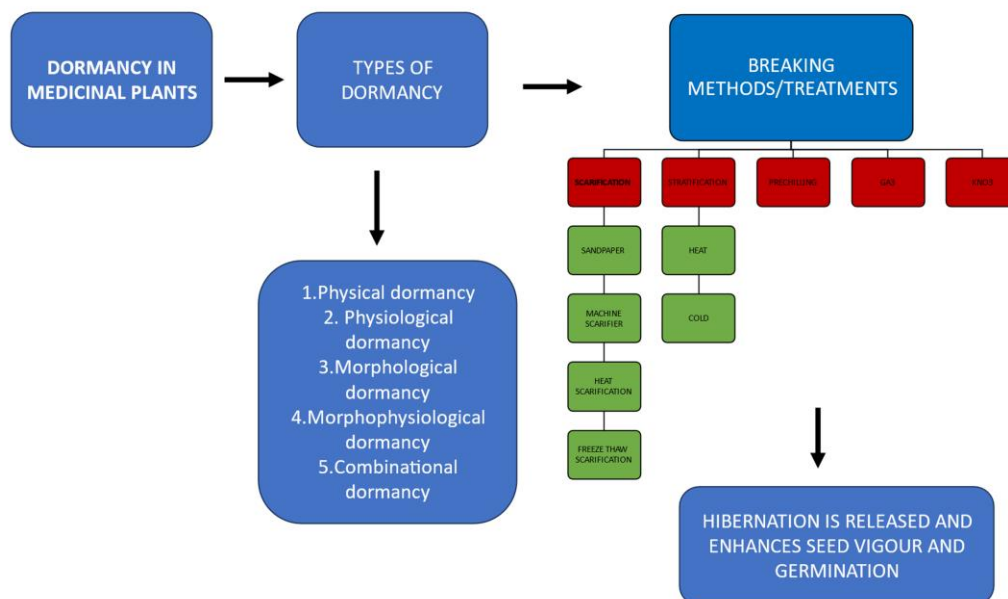 DORMANCY IN
MEDICINAL PLANTS
TYPES OF
DORMANCY
BREAKING
METHODS/TREATMENTS
SCARIFICATION
STRATIFICATION
PRECHILLING
GAS
KNO3
SANDPAPER
HEAT
MACHINE
SCARIFIER
COLD
HEAT
SCARIFICATION
FREEZE THAW
SCARIFICATION
1.Physical dormancy
2. Physiological
dormancy
3.Morphological
dormancy
4.Morphophysiological
dormancy
5.Combinational
dormancy
HIBERNATION IS RELEASED AND
ENHANCES SEED VIGOUR AND
GERMINATION